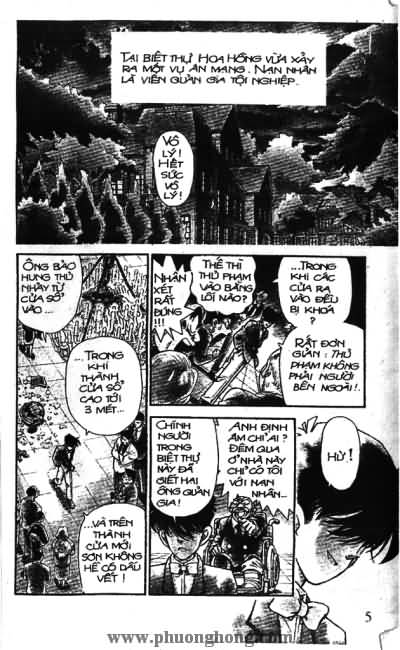 TẠI BIỆT THỰ HOA HỒNG VỪA XẢY
RA MỘT VỤ ÁN MẠNG. NẠN NHÂN
LÀ VIÊN QUẢN GIA TỘI NGHIỆP.
VÔ
LÝ!
HẾT
SỨC
VÔ
LÝ!
...TRONG
KHI CÁC
CỬA RA
VÀO ĐỀU
BỊ KHOÁ
?
RẤT ĐƠN
GIẢN: THỦ
PHẠM KHÔNG
PHẢI NGƯỜI
BÊN NGOÀI!.
THẾ THÌ
THỦ PHẠM
VÀO BẰNG
LỐI NÀO?
NHẬN
XÉT
RẤT
ĐÚNG
!!!
ÔNG BẢO
HUNG THỦ
NHẢY TỪ
CỬA SỔ
VÀO...
...TRONG
KHI
THÀNH
CỬA SỔ
CAO TỚI
3 MÉT...
...VÀ TRÊN
THÀNH
CỬA MỚI
SƠN KHÔNG
HỀ CÓ DẤU
VẾT!
HỪ!
ANH ĐỊNH
ÁM CHỈ AI?
ĐÊM QUA
Ở NHÀ NÀY
CHỈ CÓ TÔI
VỚI NẠN
NHÂN...
CHÍNH
NGƯỜI
TRONG
BIỆT THỰ
NÀY ĐÃ
GIẾT HẠI
ÔNG QUẢN
GIA!
5
www.phuonghong.com